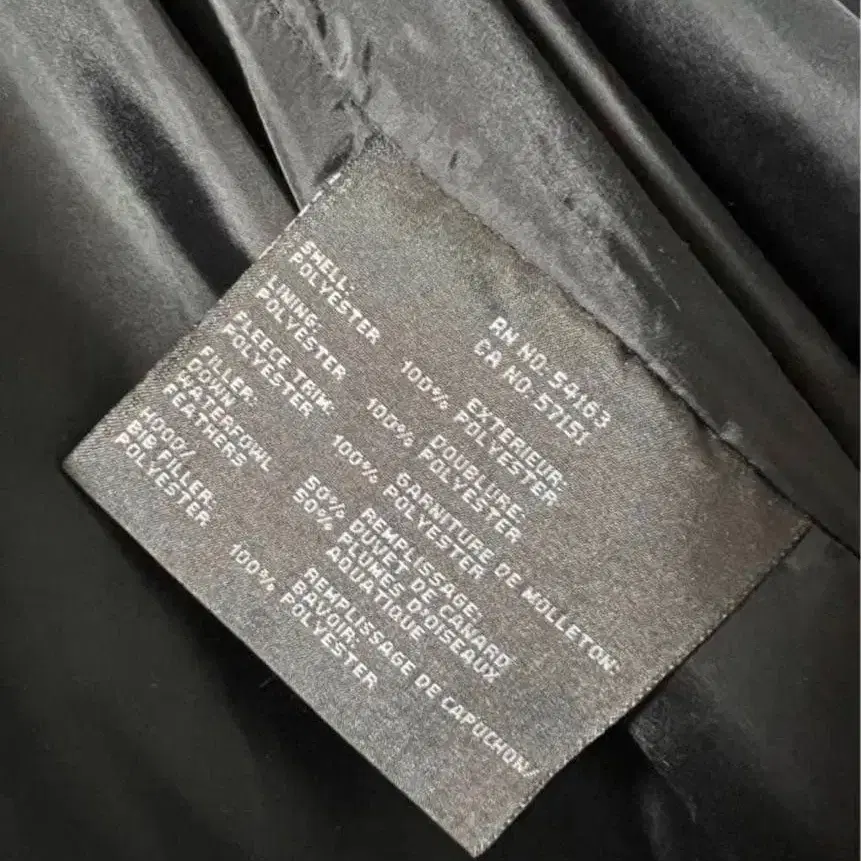 RN NO: 54163
CA NO: 57151
SHELL:
POLYESTER 100%
LINING:
POLYESTER 100%
FLEECE TRIM:
POLYESTER 100%
FILLER:
DOWN 50%
WATERFOWL 50%
FEATHERS
HOOD/
BIB FILLER:
POLYESTER 100%
EXTERIEUR:
POLYESTER
DOUBLURE:
POLYESTER
GARNITURE DE MOLLETON:
POLYESTER
REMPLISSAGE:
DUVET DE CANARD
PLUMES D'OISEAUX
AQUATIQUE
REMPLISSAGE DE CAPUCHON/
BAVOIR:
POLYESTER